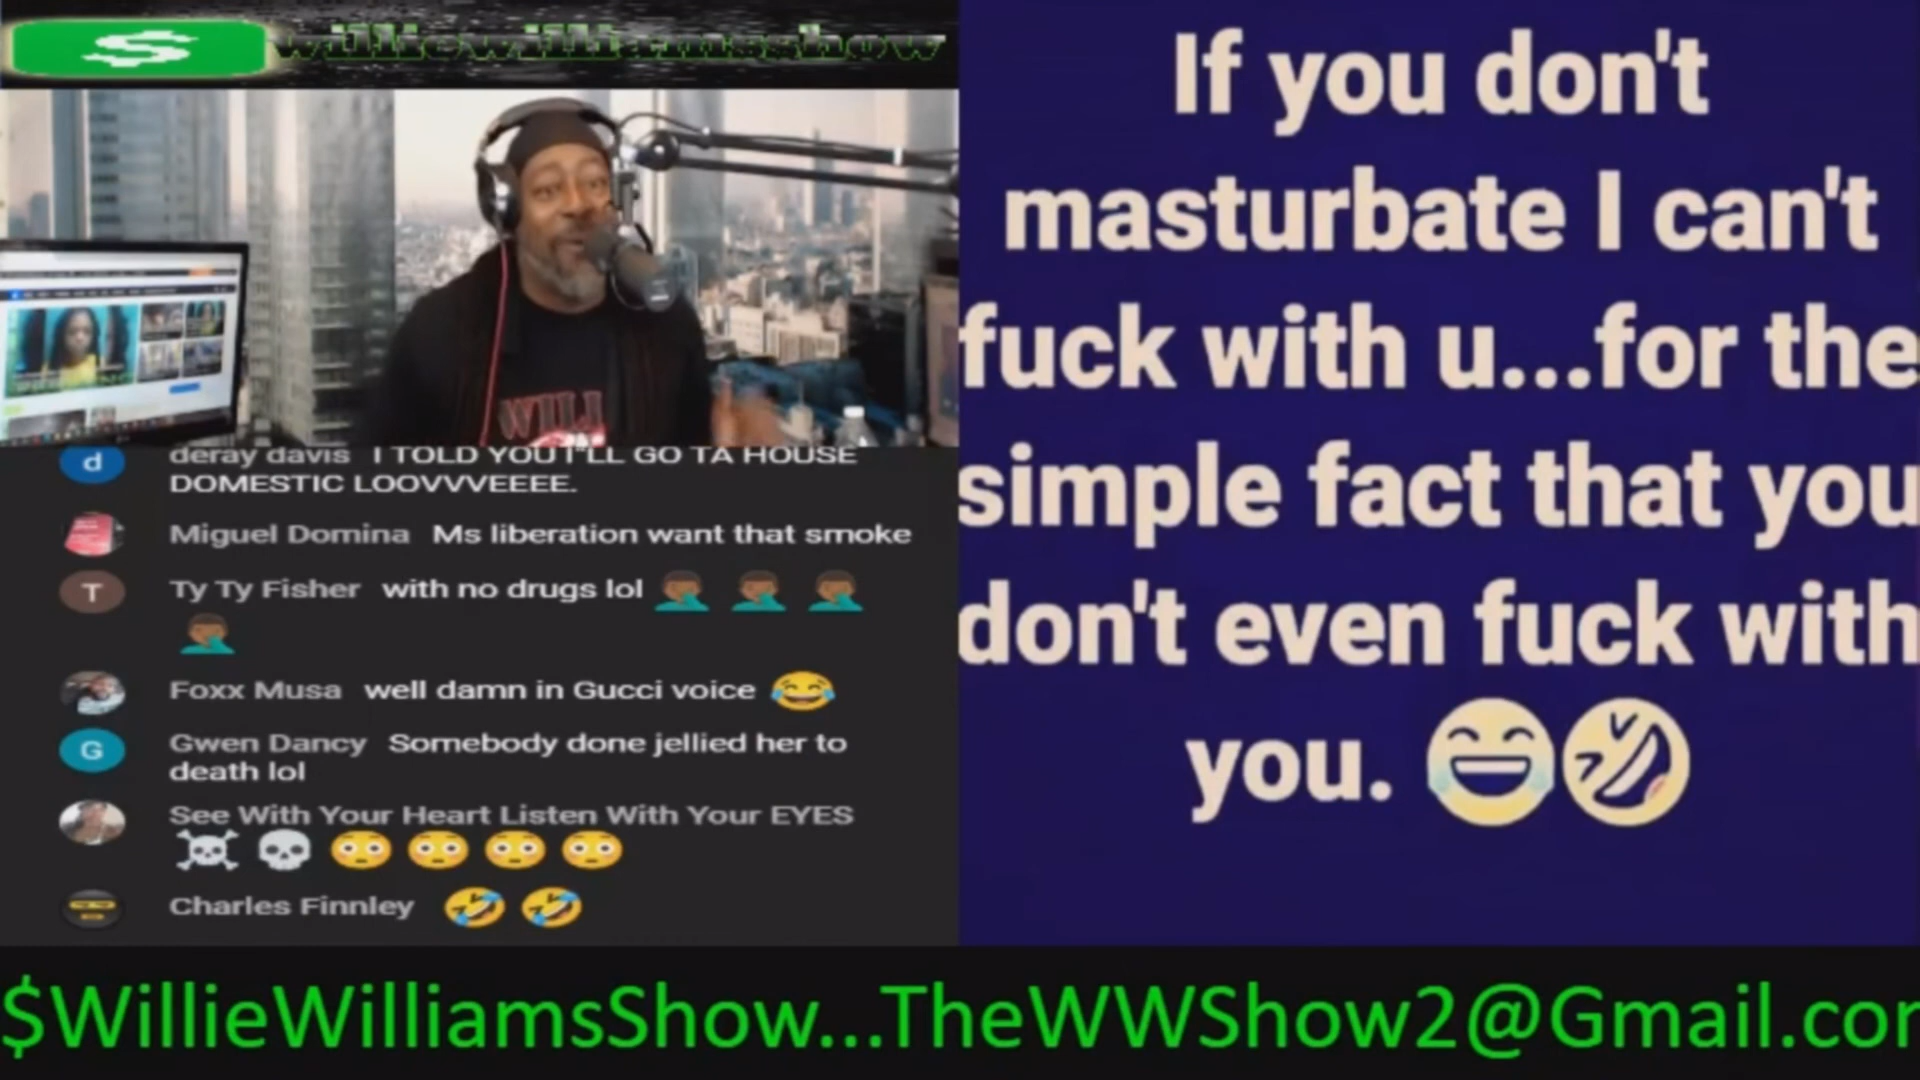 williewilliamsshow
WILL
deray davis I TOLD YOU I'LL GO TA HOUSE
DOMESTIC LOOVVVEEEE.
Miguel Domina Ms liberation want that smoke
T Ty Ty Fisher with no drugs lol 🤦🏾‍♂️ 🤦🏾‍♂️ 🤦🏾‍♂️
🤦🏾‍♂️
Foxx Musa well damn in Gucci voice 😂
G Gwen Dancy Somebody done jellied her to
death lol
See With Your Heart Listen With Your EYES
☠️ 💀 😳 😳 😳 😳
Charles Finnley 🤣 🤣
If you don't
masturbate I can't
fuck with u...for the
simple fact that you
don't even fuck with
you. 😂🤣
$WillieWilliamsShow...TheWWShow2@Gmail.com